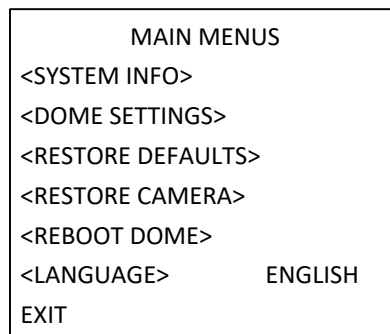 MAIN MENUS
<SYSTEM INFO>
<DOME SETTINGS>
<RESTORE DEFAULTS>
<RESTORE CAMERA>
<REBOOT DOME>
<LANGUAGE> ENGLISH
EXIT